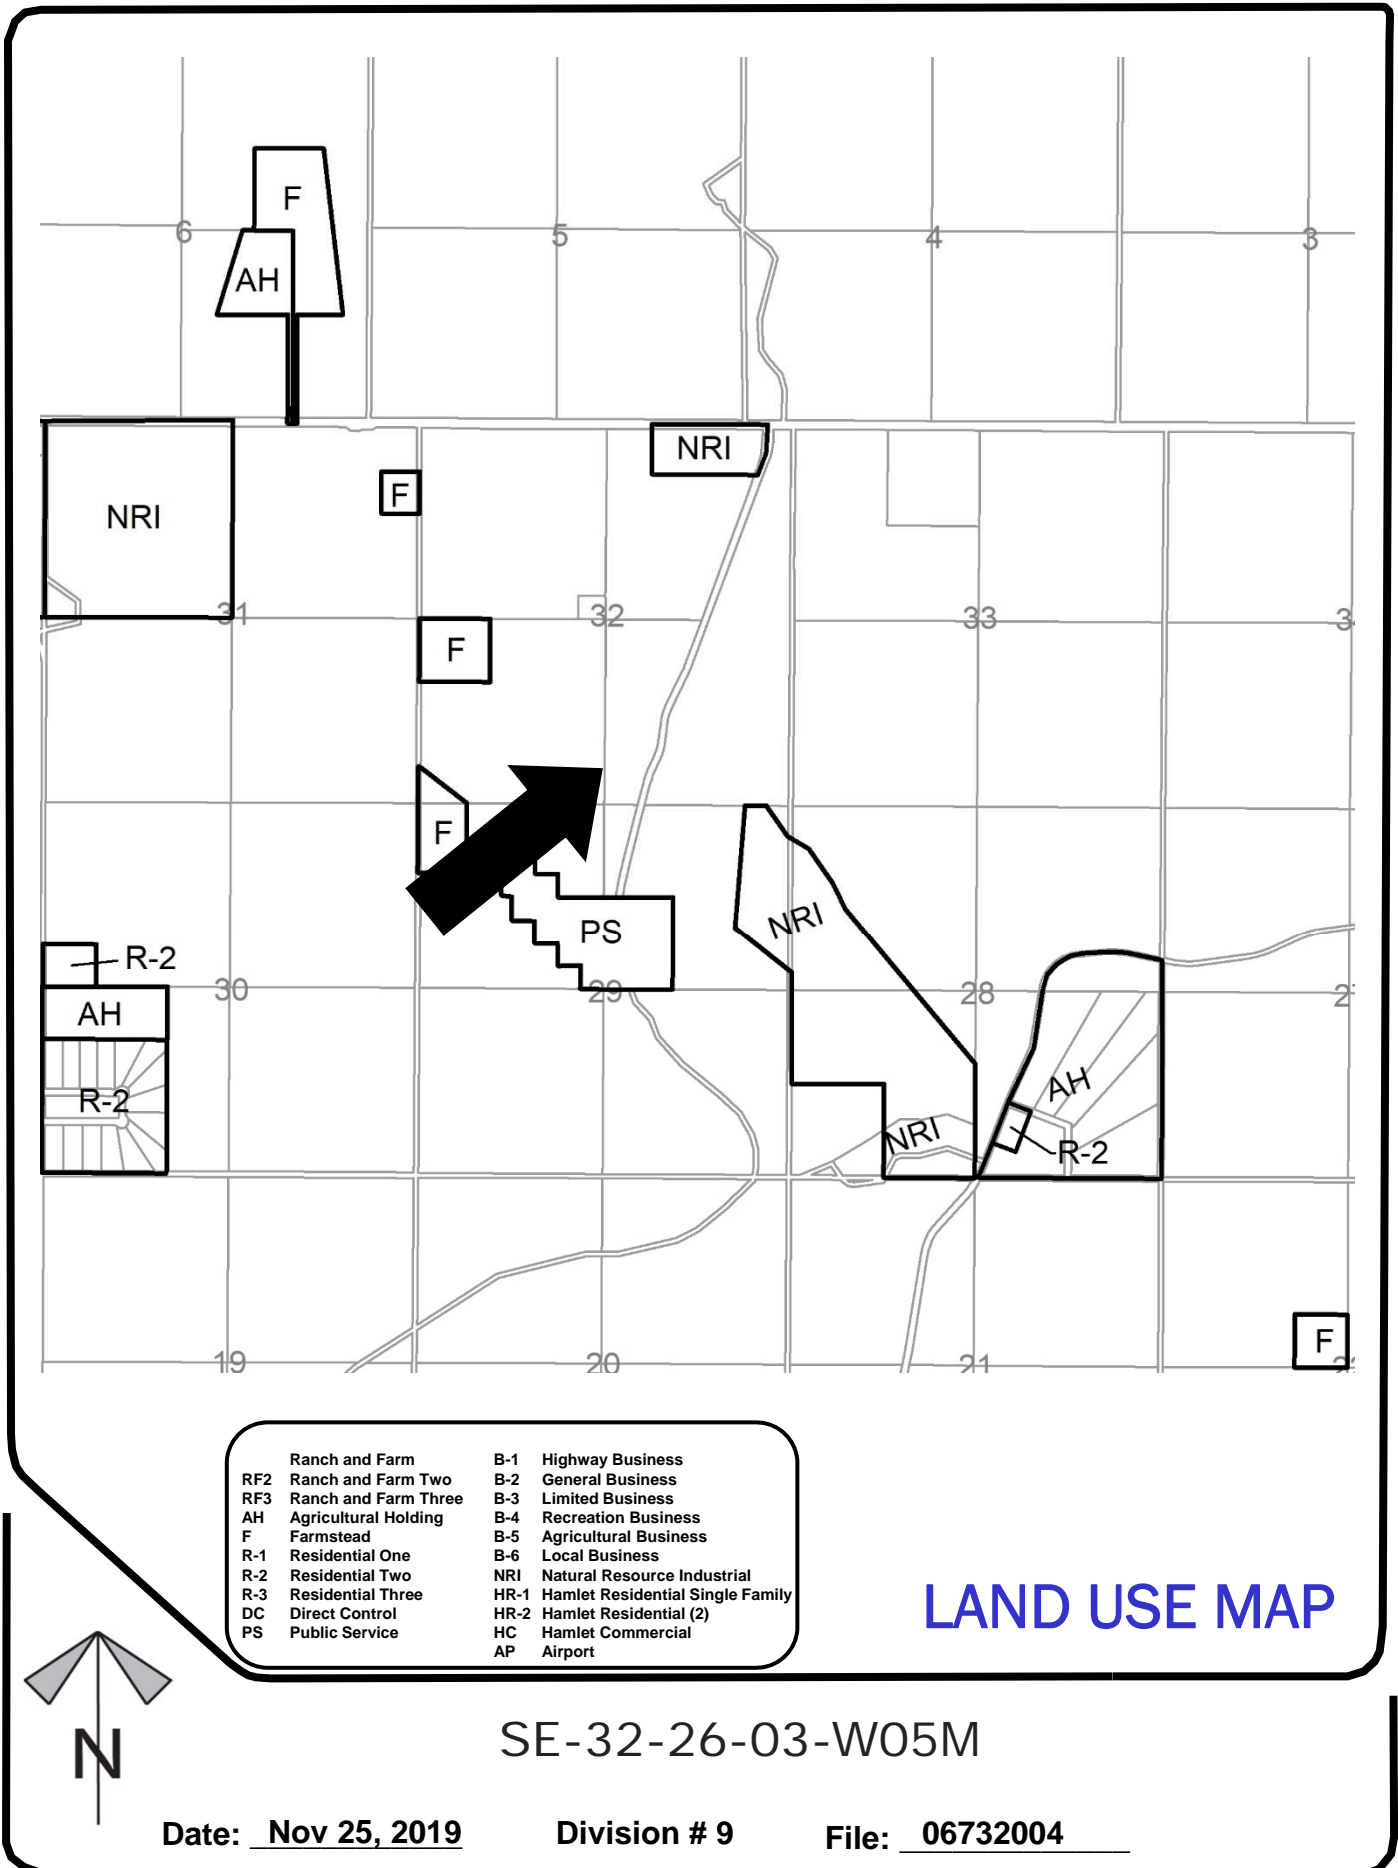 F
6
5
4
3
AH
NRI
NRI
F
31
32
33
3
F
F
PS
NRI
R-2
30
29
28
2
AH
AH
R-2
NRI
R-2
F
19
20
21
Ranch and Farm
RF2 Ranch and Farm Two
RF3 Ranch and Farm Three
AH Agricultural Holding
F Farmstead
R-1 Residential One
R-2 Residential Two
R-3 Residential Three
DC Direct Control
PS Public Service
B-1 Highway Business
B-2 General Business
B-3 Limited Business
B-4 Recreation Business
B-5 Agricultural Business
B-6 Local Business
NRI Natural Resource Industrial
HR-1 Hamlet Residential Single Family
HR-2 Hamlet Residential (2)
HC Hamlet Commercial
AP Airport
LAND USE MAP
N
SE-32-26-03-W05M
Date: Nov 25, 2019 Division # 9 File: 06732004